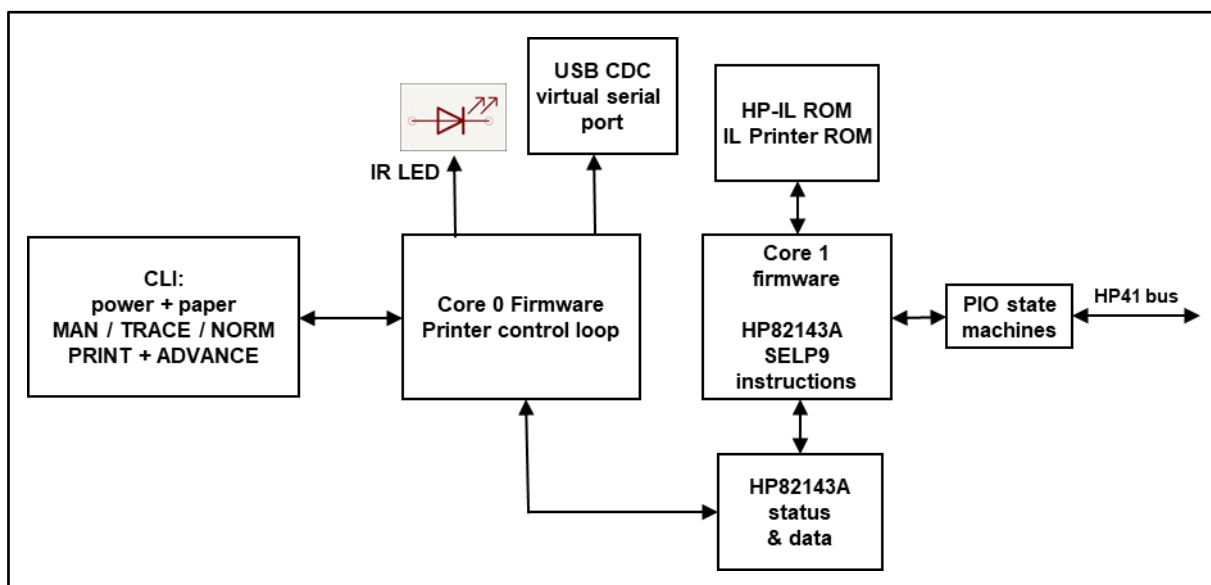 USB CDC
virtual serial
port
HP-IL ROM
IL Printer ROM
IR LED
CLI:
power + paper
MAN / TRACE / NORM
PRINT + ADVANCE
Core 0 Firmware
Printer control loop
Core 1
firmware
HP82143A
SELP9
instructions
PIO state
machines
HP41 bus
HP82143A
status
& data